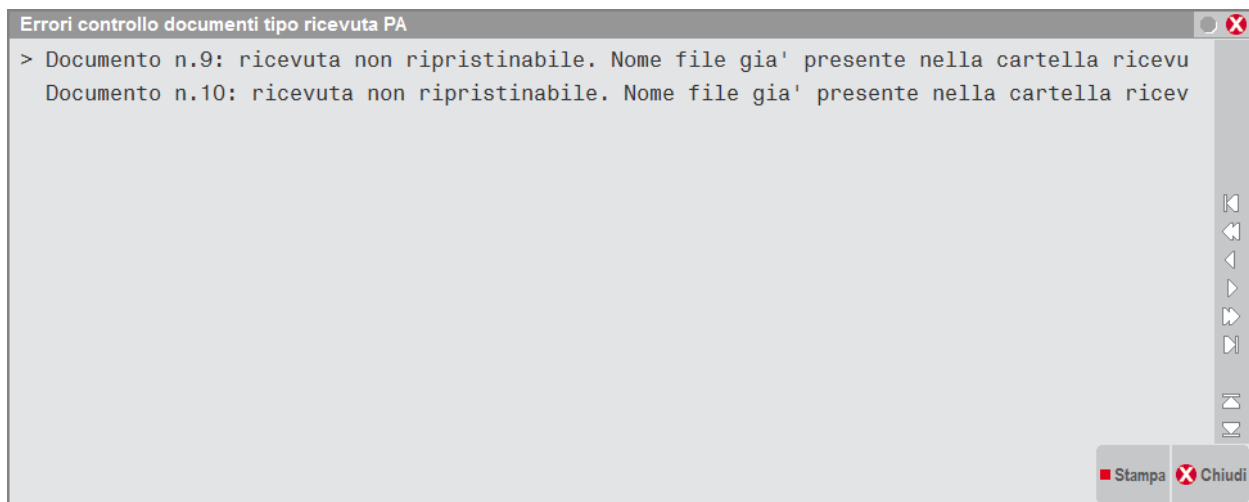 Errori controllo documenti tipo ricevuta PA
> Documento n.9: ricevuta non ripristinabile. Nome file già' presente nella cartella ricevu
Documento n.10: ricevuta non ripristinabile. Nome file gia' presente nella cartella ricev
Stampa Chiudi